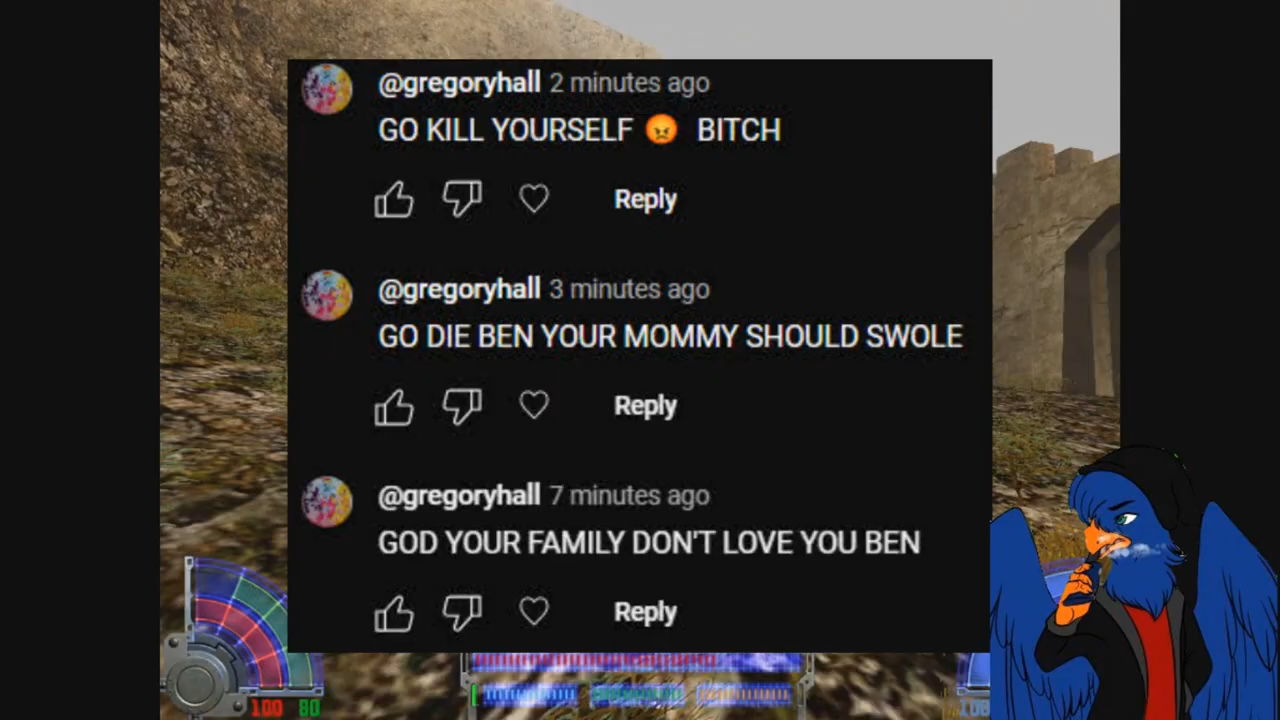 @gregoryhall 2 minutes ago
GO KILL YOURSELF 😡 BITCH
Reply
@gregoryhall 3 minutes ago
GO DIE BEN YOUR MOMMY SHOULD SWOLE
Reply
@gregoryhall 7 minutes ago
GOD YOUR FAMILY DON'T LOVE YOU BEN
Reply
100 80
100